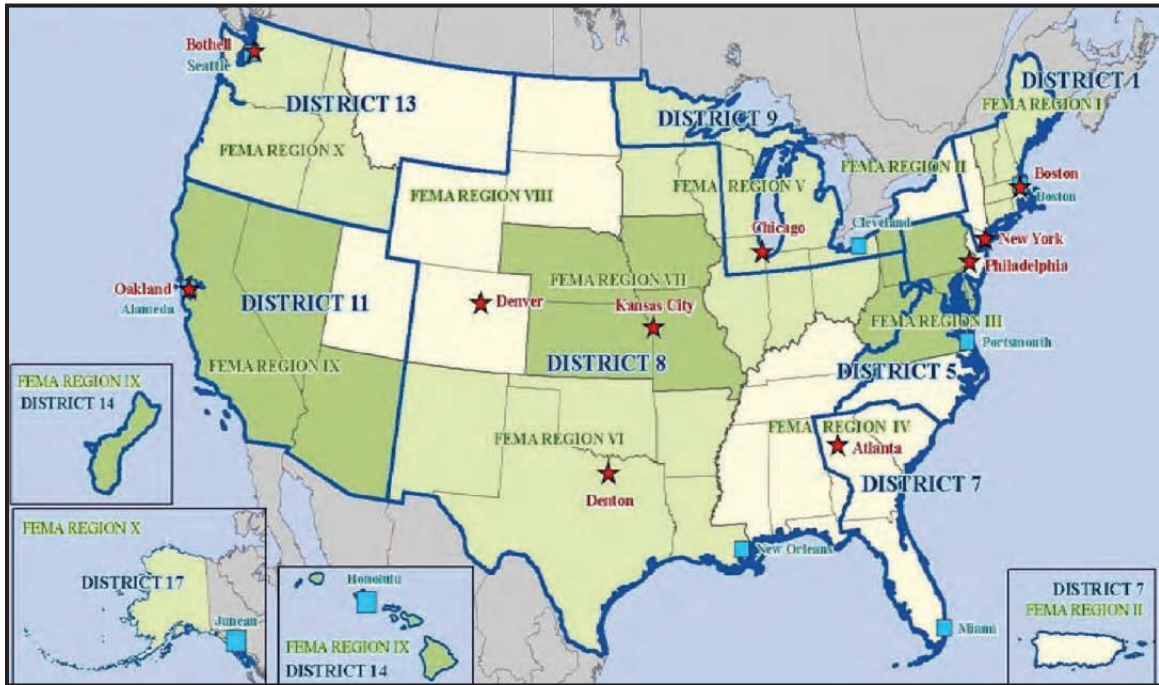 Bothell
Seattle
DISTRICT 13
FEMA REGION X
DISTRICT 9
DISTRICT 1
FEMA REGION I
FEMA REGION II
FEMA REGION V
FEMA REGION VIII
Boston
Boston
Cleveland
Chicago
New York
Philadelphia
FEMA REGION VII
Oakland
Alameda
DISTRICT 11
Denver
Kansas City
FEMA REGION III
Portsmouth
FEMA REGION IX
DISTRICT 8
DISTRICT 5
FEMA REGION IX
DISTRICT 14
FEMA REGION VI
FEMA REGION IV
Atlanta
DISTRICT 7
Denton
New Orleans
FEMA REGION X
DISTRICT 17
Juneau
Honolulu
FEMA REGION IX
DISTRICT 14
Miami
DISTRICT 7
FEMA REGION II